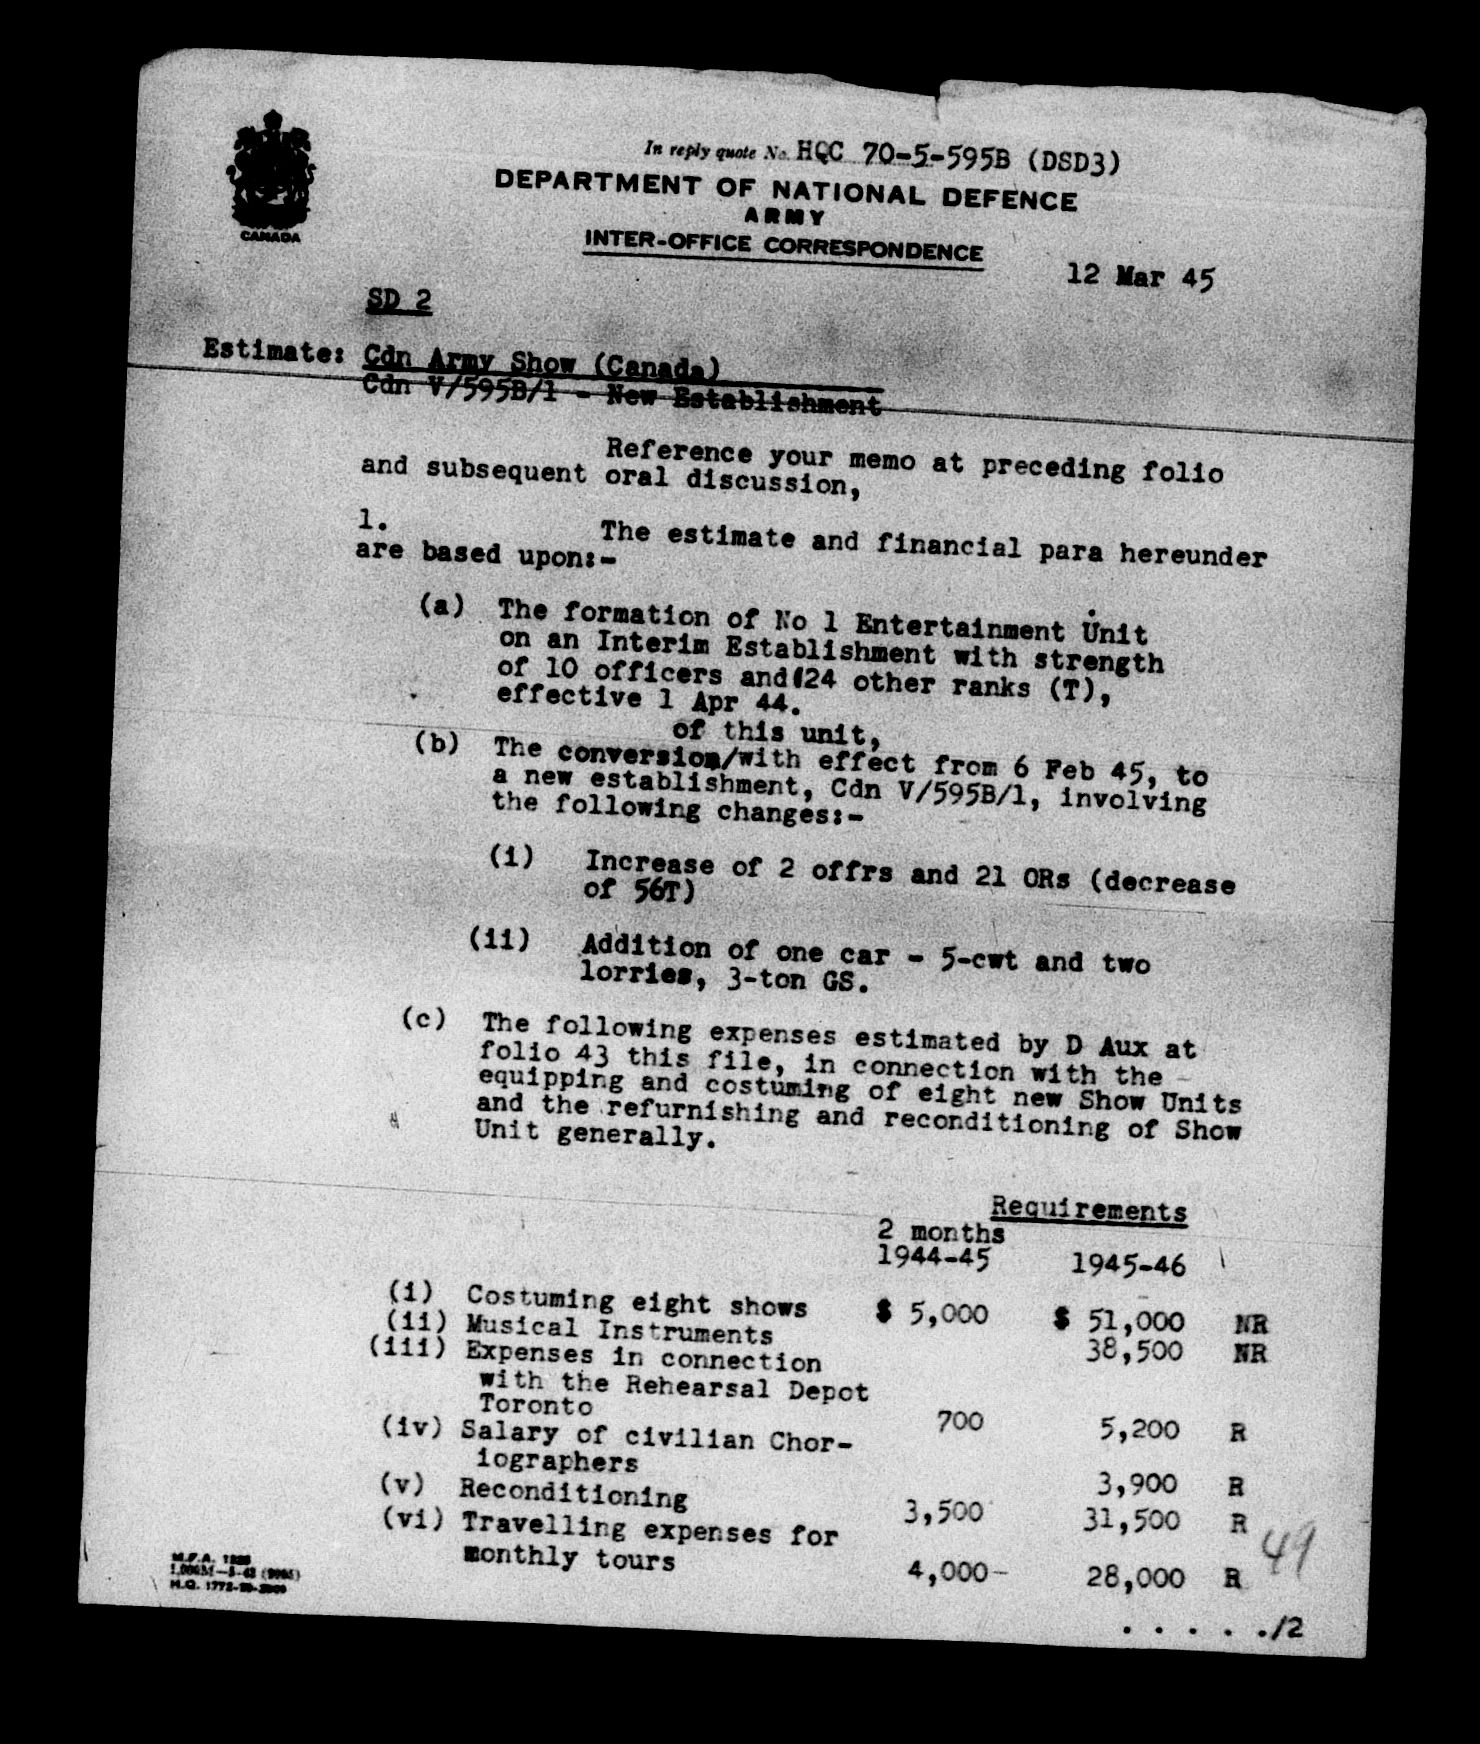 In reply quote No. HQC 70-5-595B (DSD3)
DEPARTMENT OF NATIONAL DEFENCE
ARMY
INTER-OFFICE CORRESPONDENCE
CANADA
12 Mar 45
SD 2
Estimate: Cdn Army Show (Canada)
Cdn V/595B/1 - New Establishment
Reference your memo at preceding folio
and subsequent oral discussion,
1. The estimate and financial para hereunder
are based upon:-
(a) The formation of No 1 Entertainment Unit
on an Interim Establishment with strength
of 10 officers and 124 other ranks (T),
effective 1 Apr 44.
of this unit,
(b) The conversion/with effect from 6 Feb 45, to
a new establishment, Cdn V/595B/1, involving
the following changes:-
(i) Increase of 2 offrs and 21 ORs (decrease
of 56T)
(ii) Addition of one car - 5-cwt and two
lorries, 3-ton GS.
(c) The following expenses estimated by D Aux at
folio 43 this file, in connection with the
equipping and costuming of eight new Show Units
and the refurnishing and reconditioning of Show
Unit generally.
Requirements
2 months
1944-45 1945-46
(i) Costuming eight shows $ 5,000 $ 51,000 NR
(ii) Musical Instruments 38,500 NR
(iii) Expenses in connection
with the Rehearsal Depot
Toronto 700 5,200 R
(iv) Salary of civilian Chor-
iographers 3,900 R
(v) Reconditioning 3,500 31,500 R
(vi) Travelling expenses for
monthly tours 4,000- 28,000 R
49
M.F.A.
H.Q.
. . . . ./2